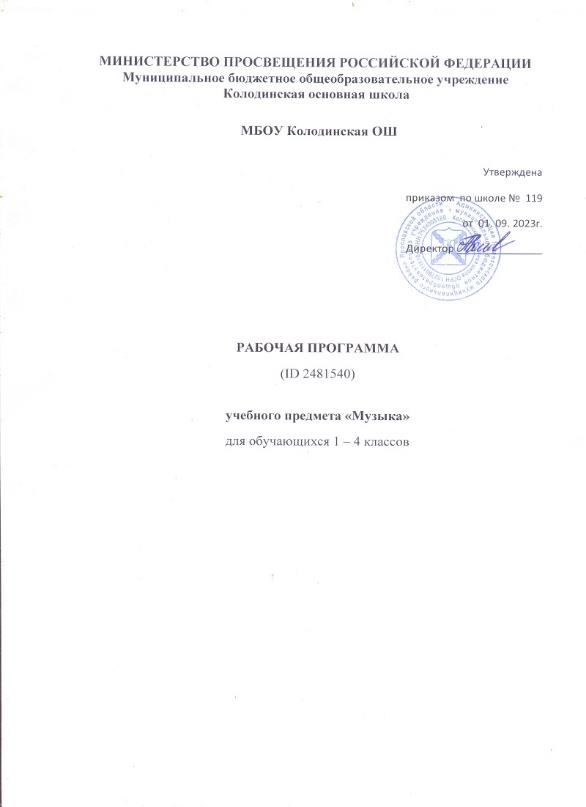 МИНИСТЕРСТВО ПРОСВЕЩЕНИЯ РОССИЙСКОЙ ФЕДЕРАЦИИ
Муниципальное бюджетное общеобразовательное учреждение
Колодинская основная школа
МБОУ Колодинская ОШ
Утверждена
приказом по школе № 119
от 01. 09. 2023г.
Директор
РАБОЧАЯ ПРОГРАММА
(ID 2481540)
учебного предмета «Музыка»
для обучающихся 1 – 4 классов